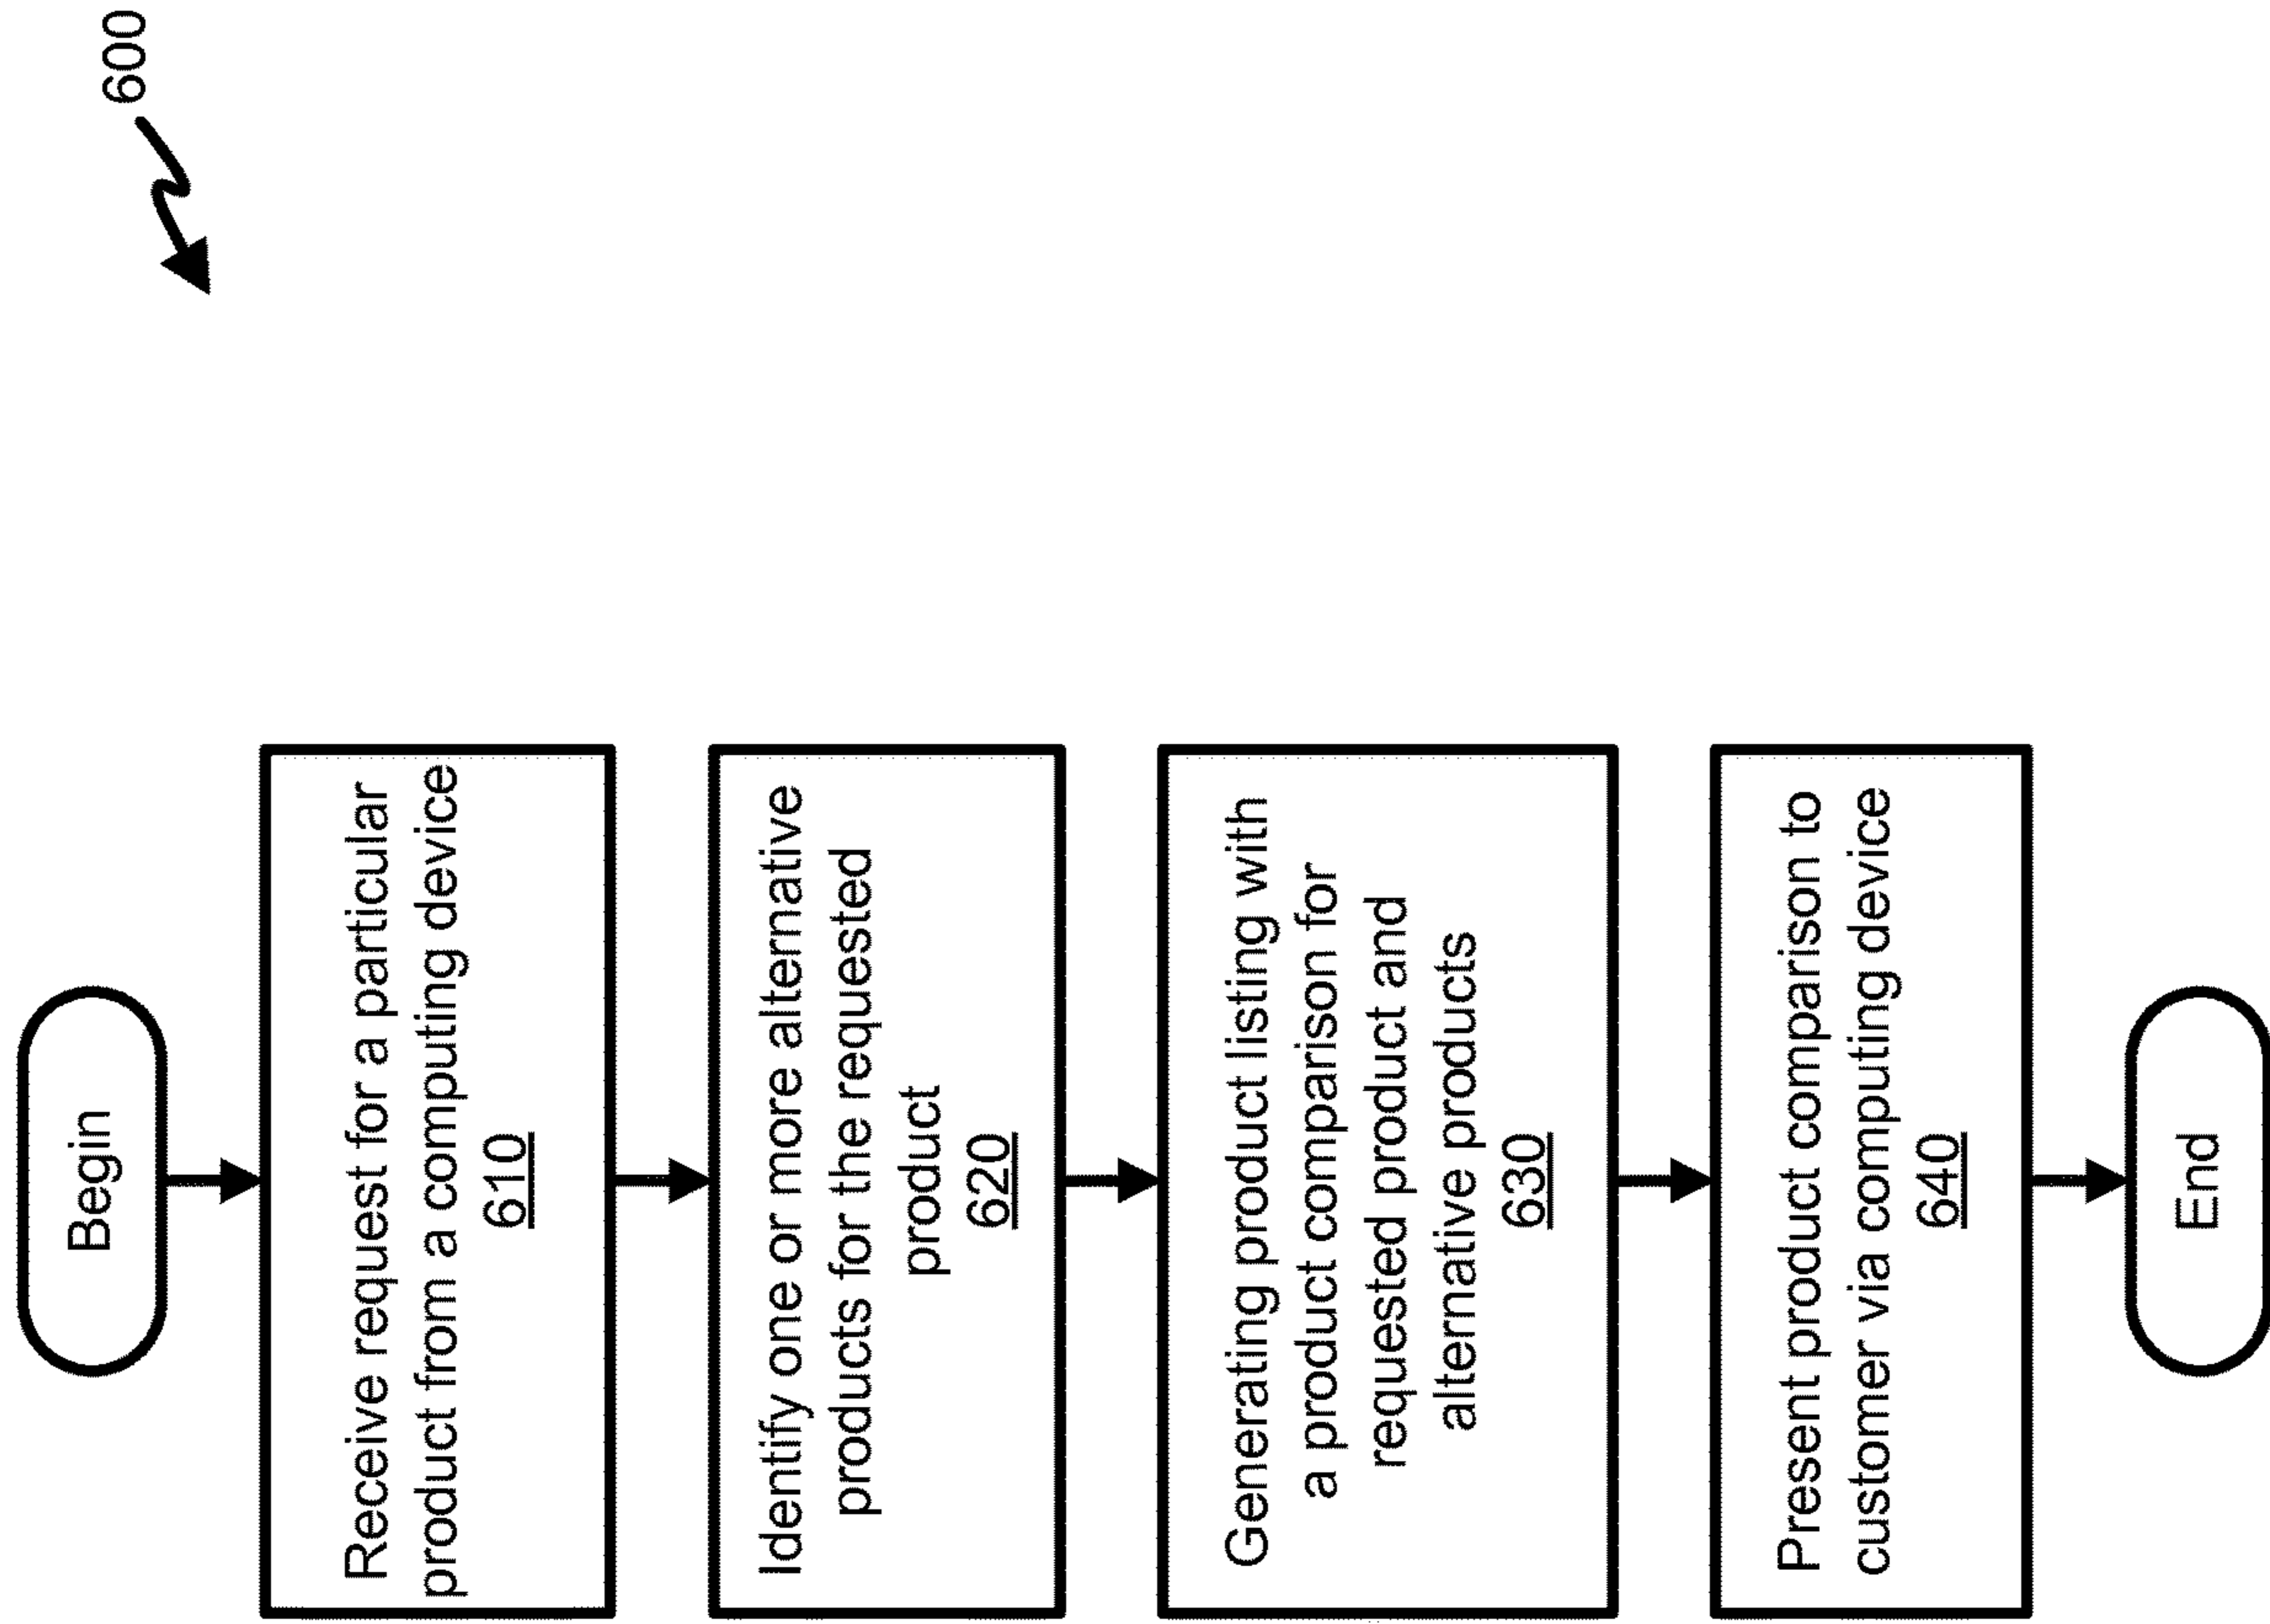 600
Begin
Receive request for a particular
product from a computing device
610
Identify one or more alternative
products for the requested
product
620
Generating product listing with
a product comparison for
requested product and
alternative products
630
Present product comparison to
customer via computing device
640
End